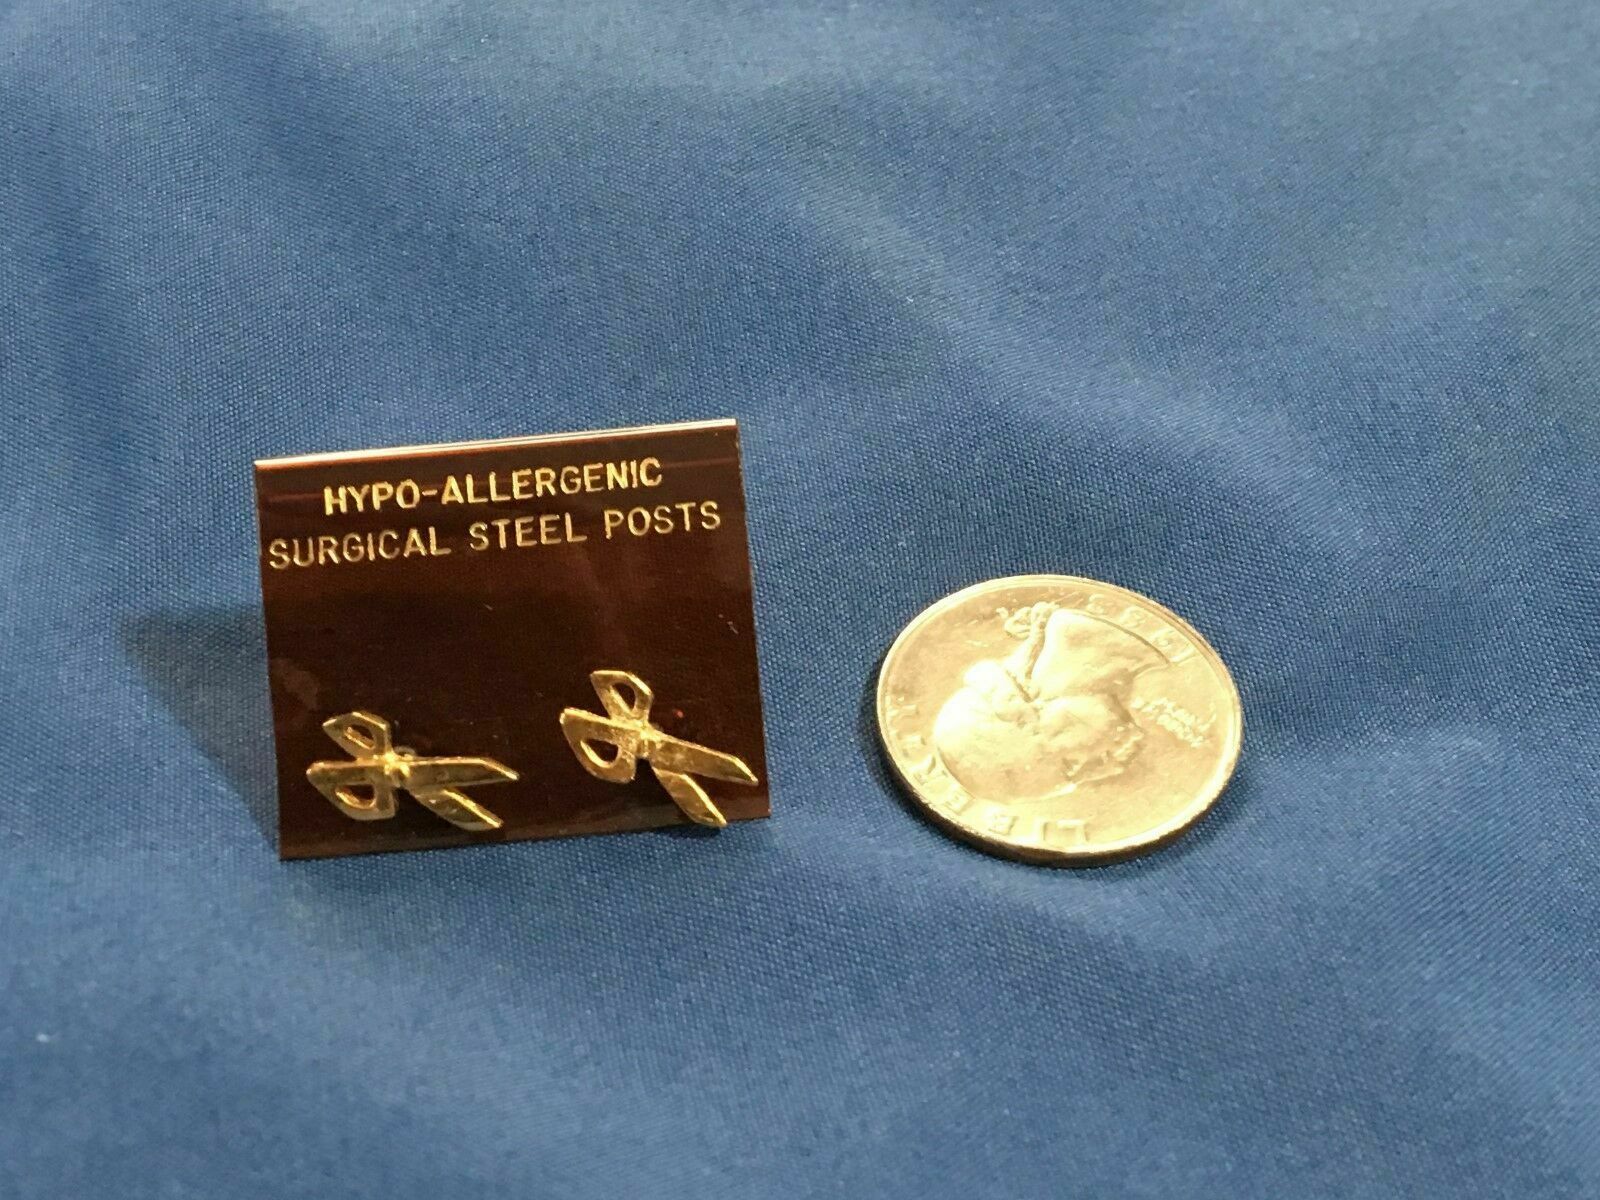 HYPO-ALLERGENIC
SURGICAL STEEL POSTS
LIBERTY